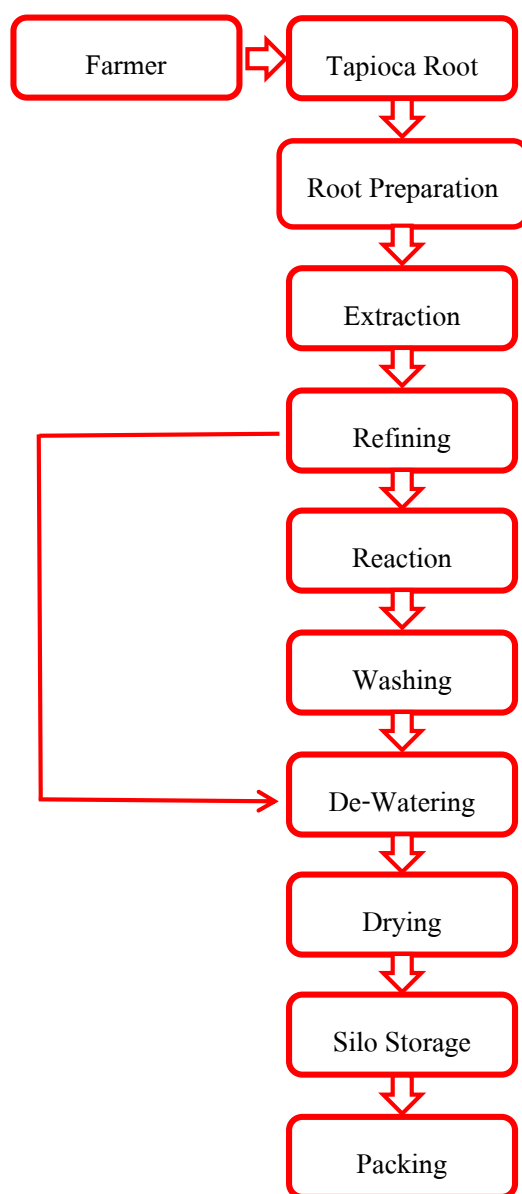 Farmer
Tapioca Root
Root Preparation
Extraction
Refining
Reaction
Washing
De-Watering
Drying
Silo Storage
Packing